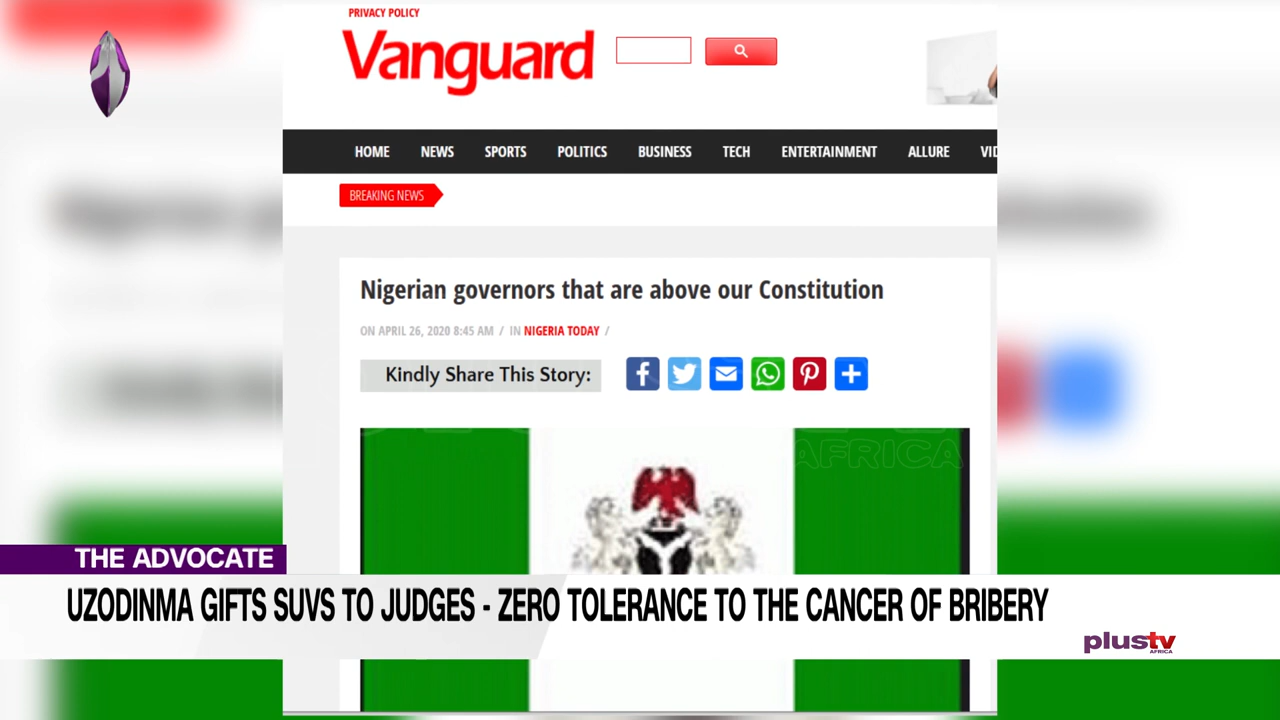 PRIVACY POLICY
Vanguard
HOME NEWS SPORTS POLITICS BUSINESS TECH ENTERTAINMENT ALLURE VID
BREAKING NEWS
Nigerian governors that are above our Constitution
ON APRIL 26, 2020 8:45 AM / IN NIGERIA TODAY /
Kindly Share This Story:
AFRICA
THE ADVOCATE
UZODINMA GIFTS SUVS TO JUDGES - ZERO TOLERANCE TO THE CANCER OF BRIBERY
plustv
AFRICA